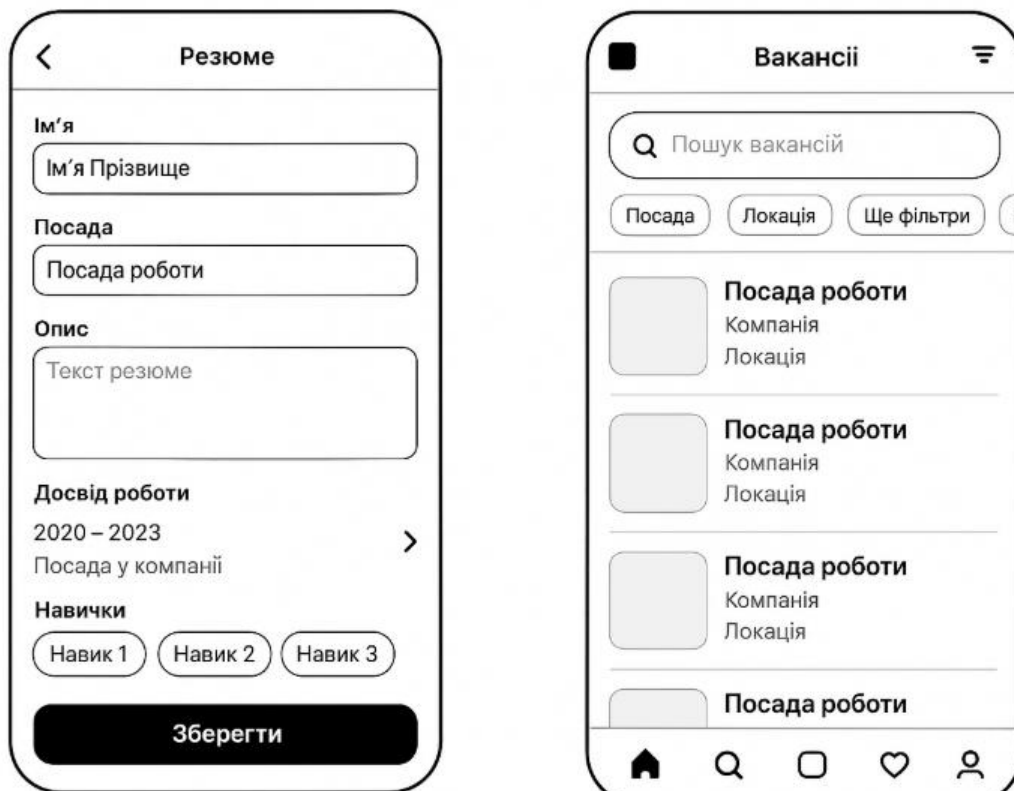 Резюме
Ім'я
Ім'я Прізвище
Посада
Посада роботи
Опис
Текст резюме
Досвід роботи
2020 – 2023
Посада у компанії
Навички
Навик 1 Навик 2 Навик 3
Зберегти
Вакансіі
Пошук вакансій
Посада Локація Ще фільтри
Посада роботи
Компанія
Локація
Посада роботи
Компанія
Локація
Посада роботи
Компанія
Локація
Посада роботи